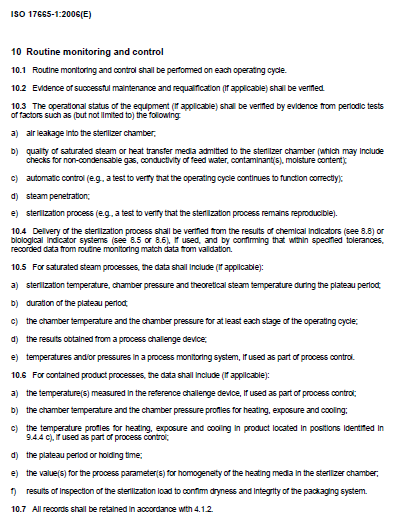 ISO 17665-1:2006(E)
10 Routine monitoring and control
10.1 Routine monitoring and control shall be performed on each operating cycle.
10.2 Evidence of successful maintenance and requalification (if applicable) shall be verified.
10.3 The operational status of the equipment (if applicable) shall be verified by evidence from periodic tests
of factors such as (but not limited to) the following:
a) air leakage into the sterilizer chamber;
b) quality of saturated steam or heat transfer media admitted to the sterilizer chamber (which may include
checks for non-condensable gas, conductivity of feed water, contaminant(s), moisture content);
c) automatic control (e.g., a test to verify that the operating cycle continues to function correctly);
d) steam penetration;
e) sterilization process (e.g., a test to verify that the sterilization process remains reproducible).
10.4 Delivery of the sterilization process shall be verified from the results of chemical indicators (see 8.8) or
biological indicator systems (see 8.5 or 8.6), if used, and by confirming that within specified tolerances,
recorded data from routine monitoring match data from validation.
10.5 For saturated steam processes, the data shall include (if applicable):
a) sterilization temperature, chamber pressure and theoretical steam temperature during the plateau period;
b) duration of the plateau period;
c) the chamber temperature and the chamber pressure for at least each stage of the operating cycle;
d) the results obtained from a process challenge device;
e) temperatures and/or pressures in a process monitoring system, if used as part of process control.
10.6 For contained product processes, the data shall include (if applicable):
a) the temperature(s) measured in the reference challenge device, if used as part of process control;
b) the chamber temperature and the chamber pressure profiles for heating, exposure and cooling;
c) the temperature profiles for heating, exposure and cooling in product located in positions identified in
9.4.4 c), if used as part of process control;
d) the plateau period or holding time;
e) the value(s) for the process parameter(s) for homogeneity of the heating media in the sterilizer chamber;
f) results of inspection of the sterilization load to confirm dryness and integrity of the packaging system.
10.7 All records shall be retained in accordance with 4.1.2.